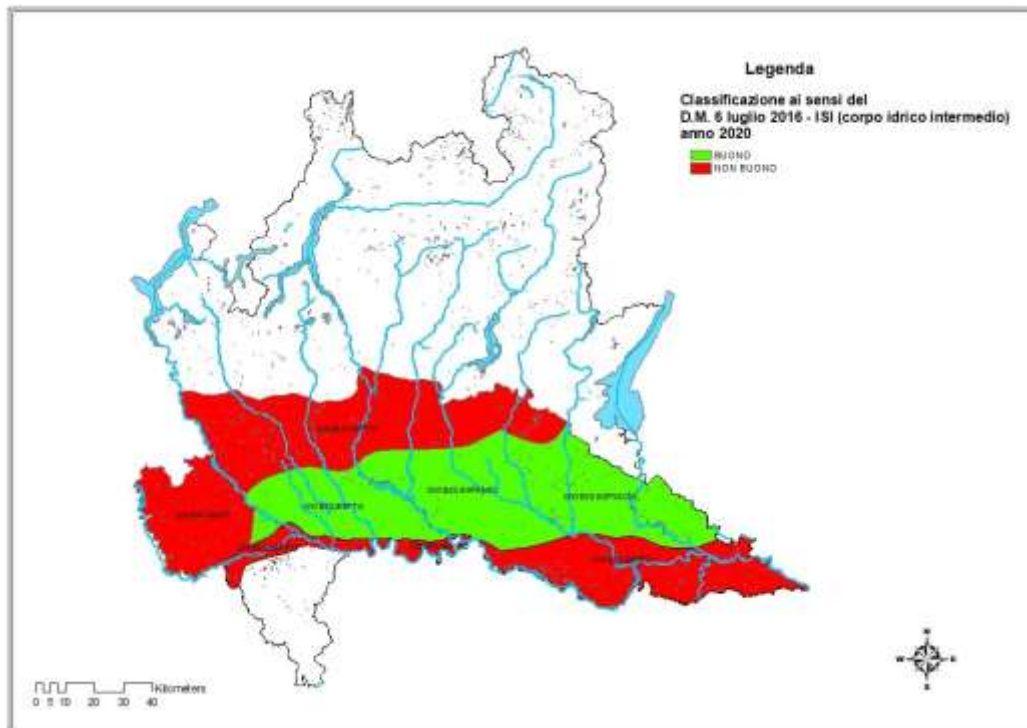 Legenda
Classificazione ai sensi del
D.M. 6 luglio 2016 - ISI (corpo idrico intermedio)
anno 2020
BUONO
NON BUONO
N
W E
S
Kilometers
0 5 10 20 30 40